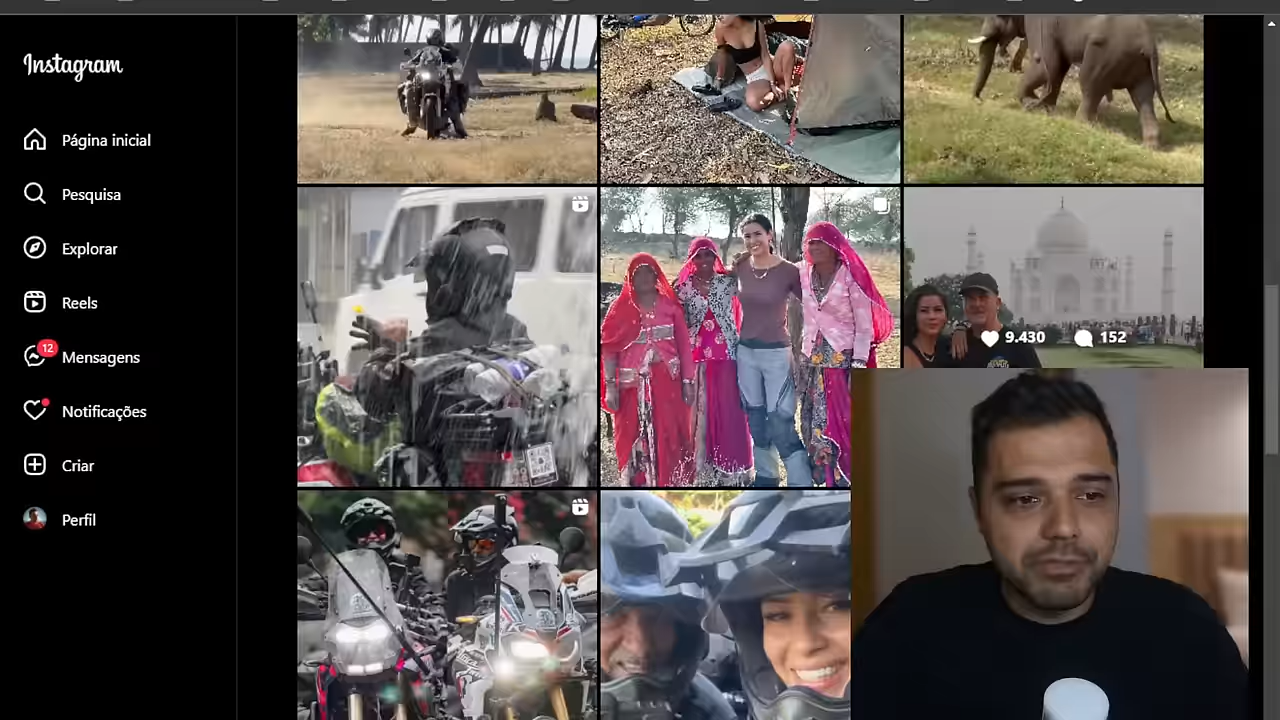 Instagram
Página inicial
Pesquisa
Explorar
Reels
12
Mensagens
Notificações
Criar
Perfil
9.430
152